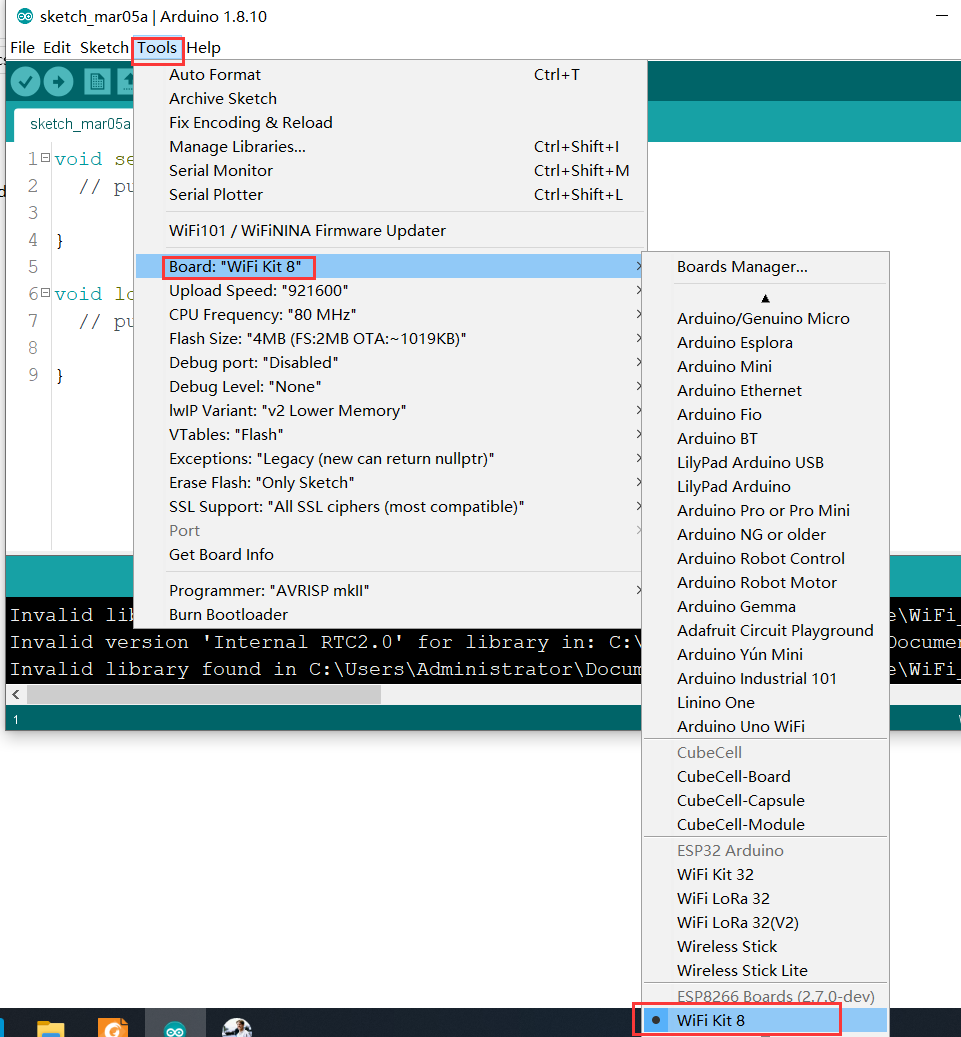 sketch_mar05a | Arduino 1.8.10
File Edit Sketch Tools Help
sketch_mar05a
1 void se
2 // pu
3
4 }
5
6 void lo
7 // pu
8
9 }
Auto Format Ctrl+T
Archive Sketch
Fix Encoding & Reload
Manage Libraries... Ctrl+Shift+I
Serial Monitor Ctrl+Shift+M
Serial Plotter Ctrl+Shift+L
WiFi101 / WiFiNINA Firmware Updater
Board: "WiFi Kit 8"
Upload Speed: "921600"
CPU Frequency: "80 MHz"
Flash Size: "4MB (FS:2MB OTA:~1019KB)"
Debug port: "Disabled"
Debug Level: "None"
lwIP Variant: "v2 Lower Memory"
VTables: "Flash"
Exceptions: "Legacy (new can return nullptr)"
Erase Flash: "Only Sketch"
SSL Support: "All SSL ciphers (most compatible)"
Port
Get Board Info
Programmer: "AVRISP mkII"
Burn Bootloader
Boards Manager...
Arduino/Genuino Micro
Arduino Esplora
Arduino Mini
Arduino Ethernet
Arduino Fio
Arduino BT
LilyPad Arduino USB
LilyPad Arduino
Arduino Pro or Pro Mini
Arduino NG or older
Arduino Robot Control
Arduino Robot Motor
Arduino Gemma
Adafruit Circuit Playground
Arduino Yún Mini
Arduino Industrial 101
Linino One
Arduino Uno WiFi
CubeCell
CubeCell-Board
CubeCell-Capsule
CubeCell-Module
ESP32 Arduino
WiFi Kit 32
WiFi LoRa 32
WiFi LoRa 32(V2)
Wireless Stick
Wireless Stick Lite
ESP8266 Boards (2.7.0-dev)
WiFi Kit 8
Invalid lib e\WiFi_
Invalid version 'Internal RTC2.0' for library in: C:\ Docume
Invalid library found in C:\Users\Administrator\Docum e\WiFi_
1